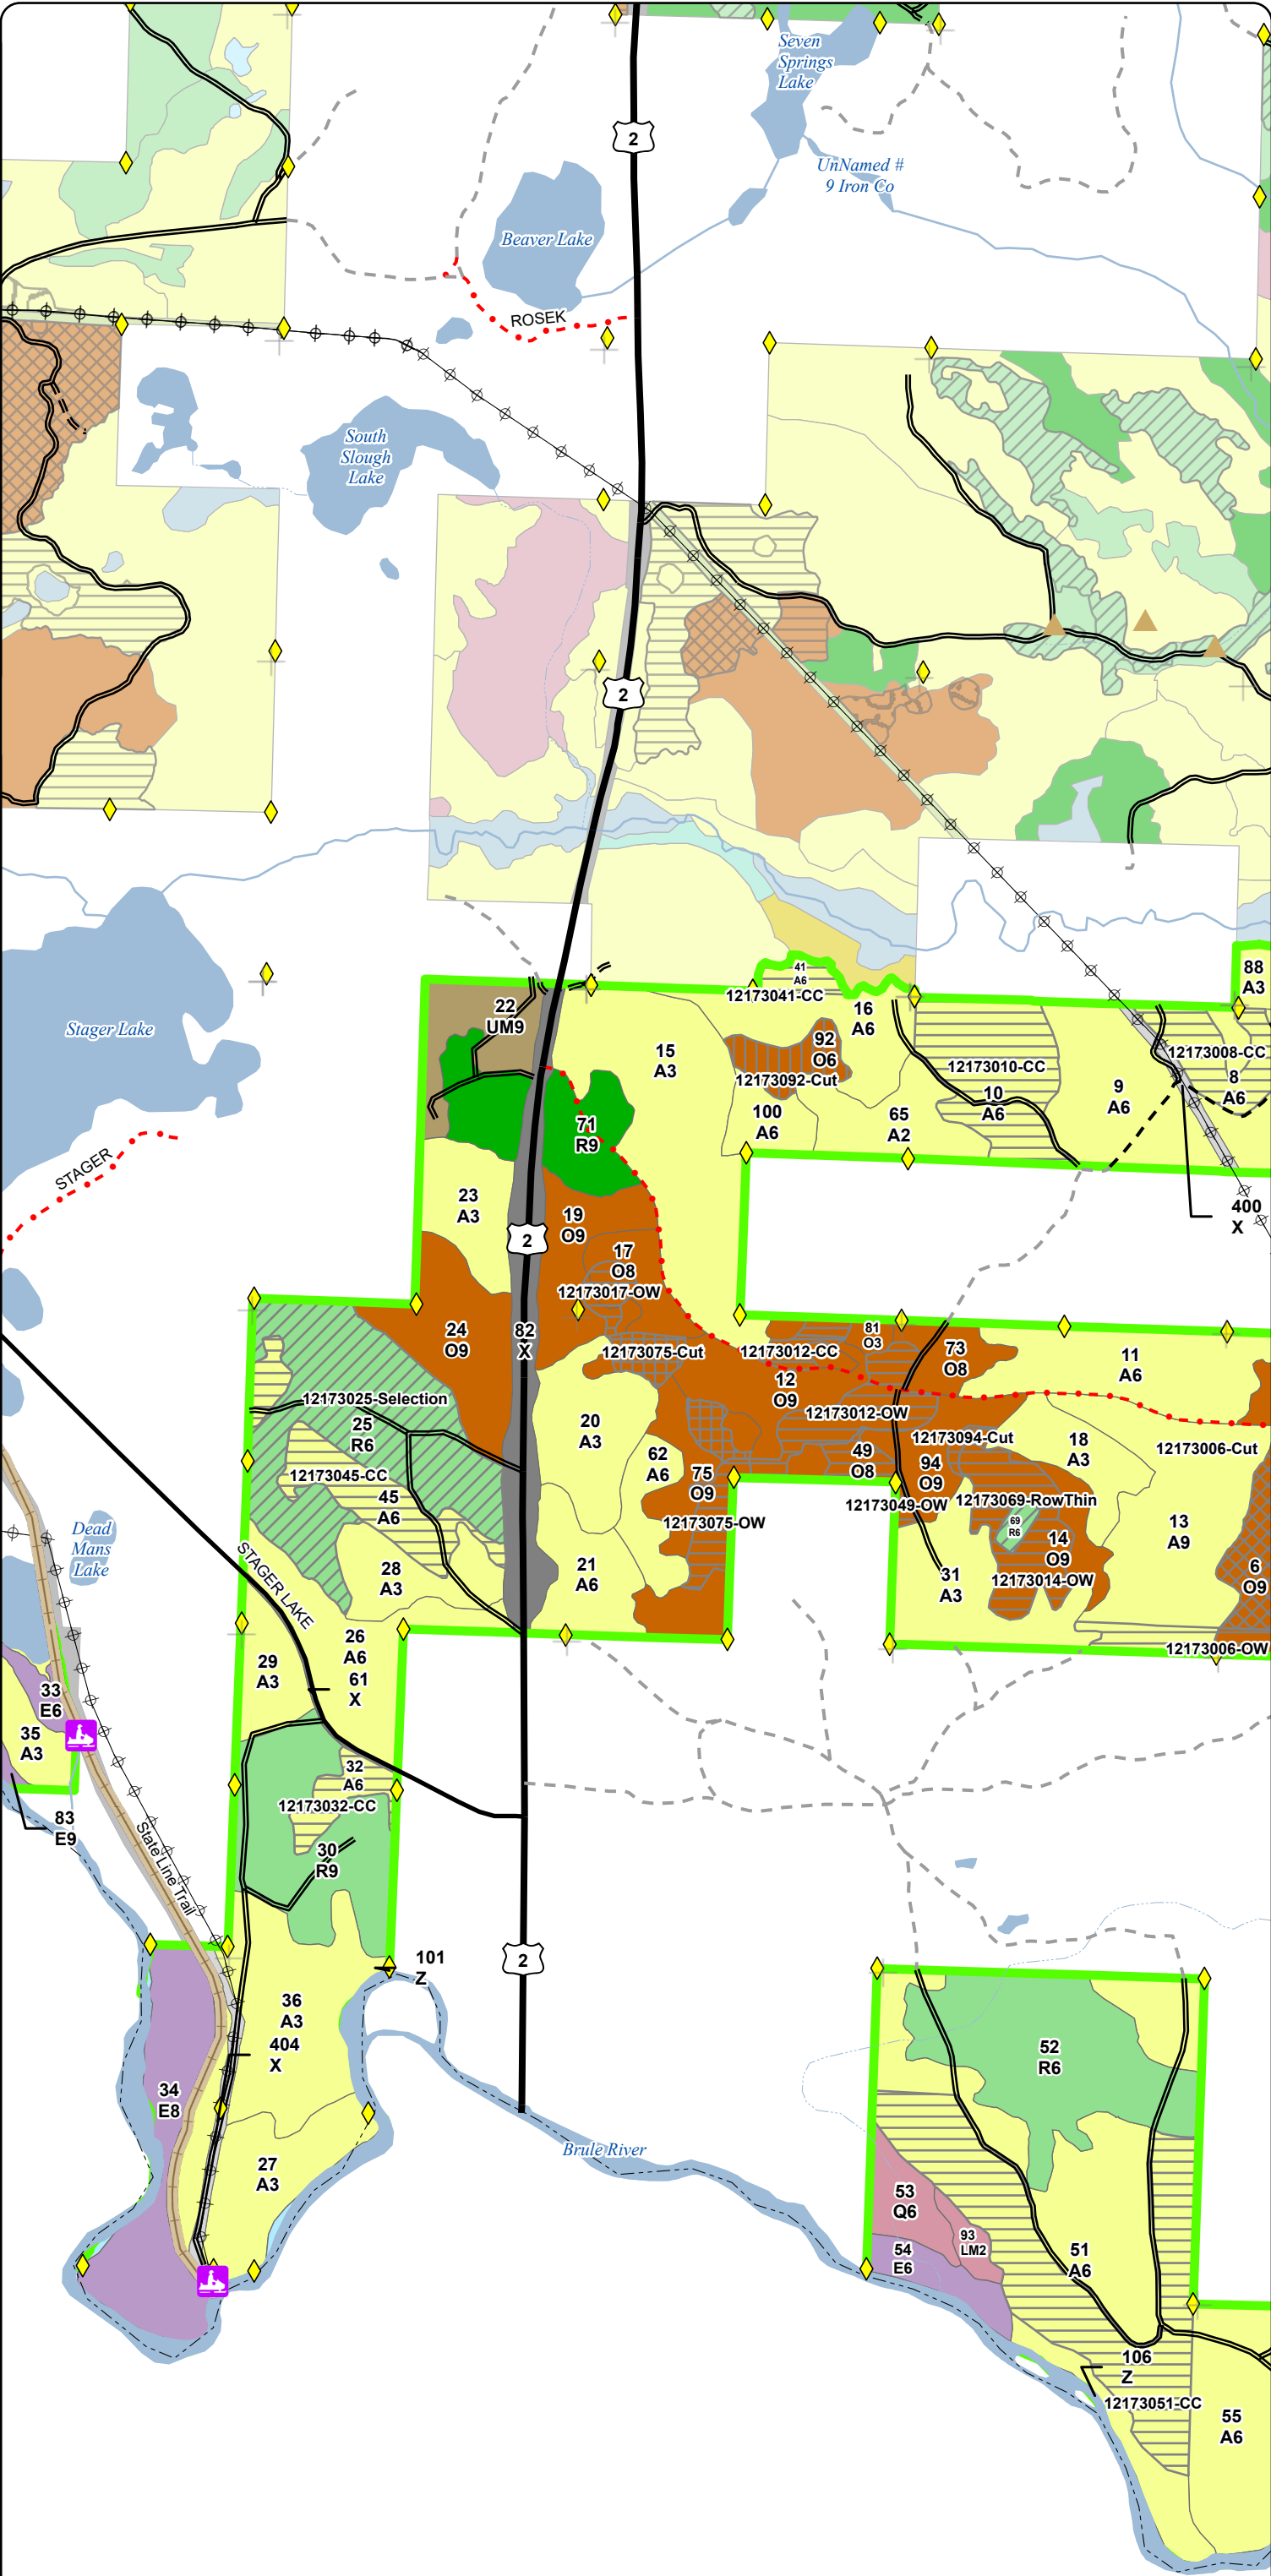 Seven
Springs
Lake
2
UnNamed #
9 Iron Co
Beaver Lake
ROSEK
South
Slough
Lake
2
41
A6
12173041-CC
88
A3
22
UM9
16
A6
Stager Lake
15
A3
92
O6
12173092-Cut
12173010-CC
10
A6
12173008-CC
8
A6
9
A6
100
A6
65
A2
71
R9
STAGER
23
A3
19
O9
400
X
2
17
O8
12173017-OW
24
O9
82
X
12173075-Cut
12173012-CC
81
O3
73
O8
11
A6
12
O9
12173012-OW
12173025-Selection
25
R6
20
A3
12173094-Cut
18
A3
12173006-Cut
62
A6
49
O8
94
O9
12173045-CC
45
A6
75
O9
12173049-OW
12173069-RowThin
69
R6
12173075-OW
13
A9
Dead
Mans
Lake
14
O9
12173014-OW
28
A3
21
A6
31
A3
6
O9
STAGER LAKE
26
A6
12173006-OW
29
A3
61
X
33
E6
35
A3
32
A6
12173032-CC
83
E9
State Line Trail
30
R9
101
Z
2
36
A3
404
X
52
R6
34
E8
Brule River
27
A3
53
Q6
93
LM2
54
E6
51
A6
106
Z
12173051-CC
55
A6